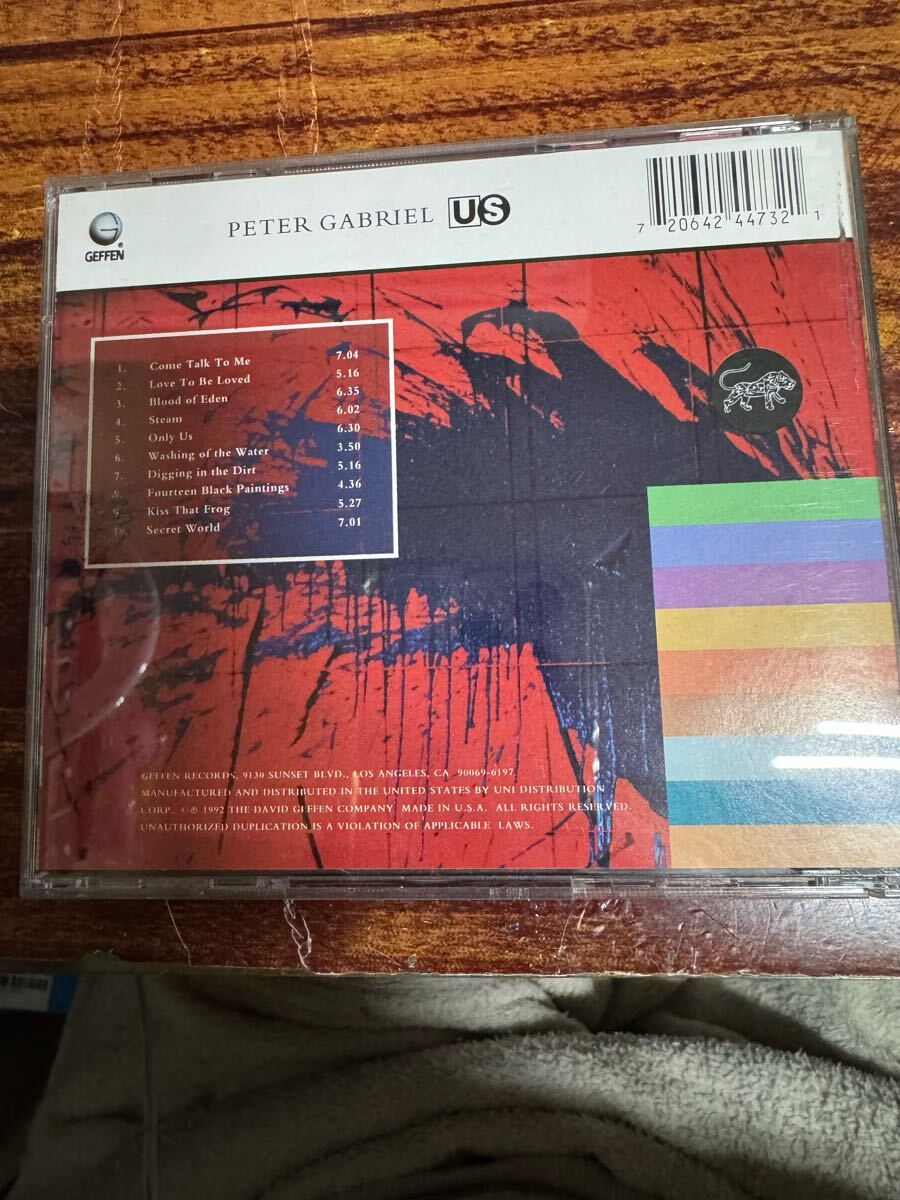 GEFFEN®
PETER GABRIEL US
7 20642 44732 1
1. Come Talk To Me 7.04
2. Love To Be Loved 5.16
3. Blood of Eden 6.35
4. Steam 6.02
5. Only Us 6.30
6. Washing of the Water 3.50
7. Digging in the Dirt 5.16
8. Fourteen Black Paintings 4.36
9. Kiss That Frog 5.27
10. Secret World 7.01
GEFFEN RECORDS, 9130 SUNSET BLVD., LOS ANGELES, CA 90069-6197.
MANUFACTURED AND DISTRIBUTED IN THE UNITED STATES BY UNI DISTRIBUTION
CORP. ©℗ 1992 THE DAVID GEFFEN COMPANY MADE IN U.S.A. ALL RIGHTS RESERVED.
UNAUTHORIZED DUPLICATION IS A VIOLATION OF APPLICABLE LAWS.